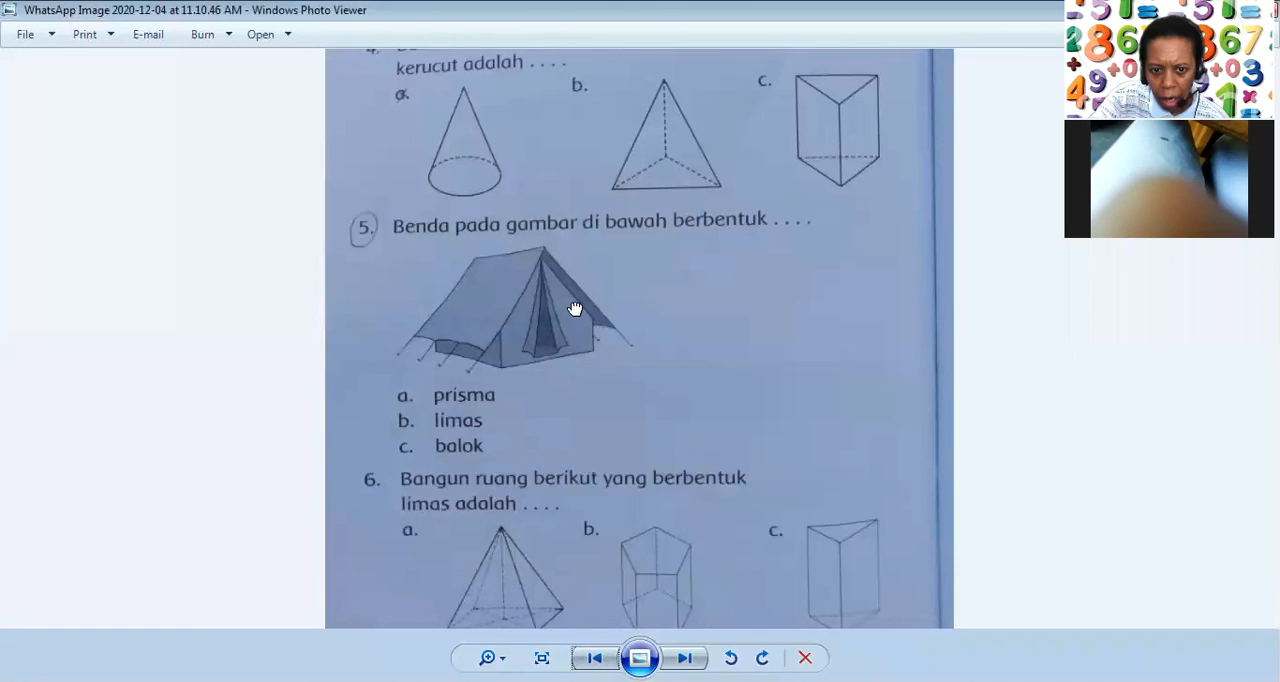 WhatsApp Image 2020-12-04 at 11.10.46 AM - Windows Photo Viewer
File Print E-mail Burn Open
kerucut adalah . . . .
a. b. c.
5. Benda pada gambar di bawah berbentuk . . . .
a. prisma
b. limas
c. balok
6. Bangun ruang berikut yang berbentuk
limas adalah . . . .
a. b. c.